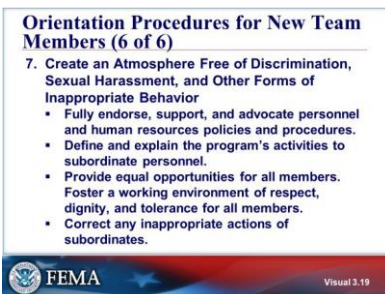 Orientation Procedures for New Team
Members (6 of 6)
7. Create an Atmosphere Free of Discrimination,
Sexual Harassment, and Other Forms of
Inappropriate Behavior
▪ Fully endorse, support, and advocate personnel
and human resources policies and procedures.
▪ Define and explain the program's activities to
subordinate personnel.
▪ Provide equal opportunities for all members.
Foster a working environment of respect,
dignity, and tolerance for all members.
▪ Correct any inappropriate actions of
subordinates.
FEMA
Visual 3.19